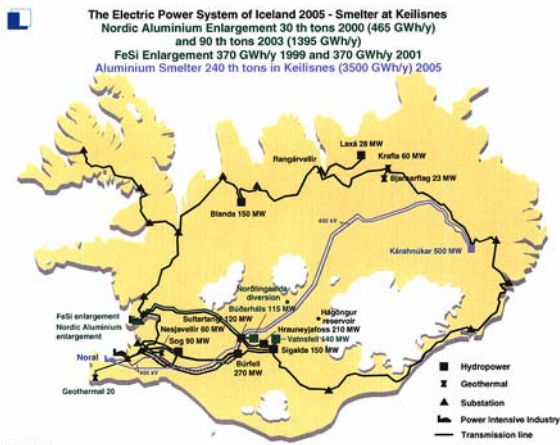 The Electric Power System of Iceland 2005 - Smelter at Keilisnes
Nordic Aluminium Enlargement 30 th tons 2000 (465 GWh/y)
and 90 th tons 2003 (1395 GWh/y)
FeSi Enlargement 370 GWh/y 1999 and 370 GWh/y 2001
Aluminium Smelter 240 th tons in Keilisnes (3500 GWh/y) 2005
Laxá 28 MW
Rangárvellir
Krafla 60 MW
Bjarnarflag 23 MW
Blanda 150 MW
400 kV
Kárahnúkar 500 MW
Norðlingaalda
diversion
Búðarháls 115 MW
Hágöngur
reservoir
FeSi enlargement
Nordic Aluminium
enlargement
Sultartangi 120 MW
Nesjavellir 60 MW
Hrauneyjafoss 210 MW
Sog 90 MW
Vatnsfell 140 MW
Sigalda 150 MW
Noral
Búrfell
270 MW
400 kV
Geothermal 20
Hydropower
Geothermal
Substation
Power Intensive Industry
Transmission line